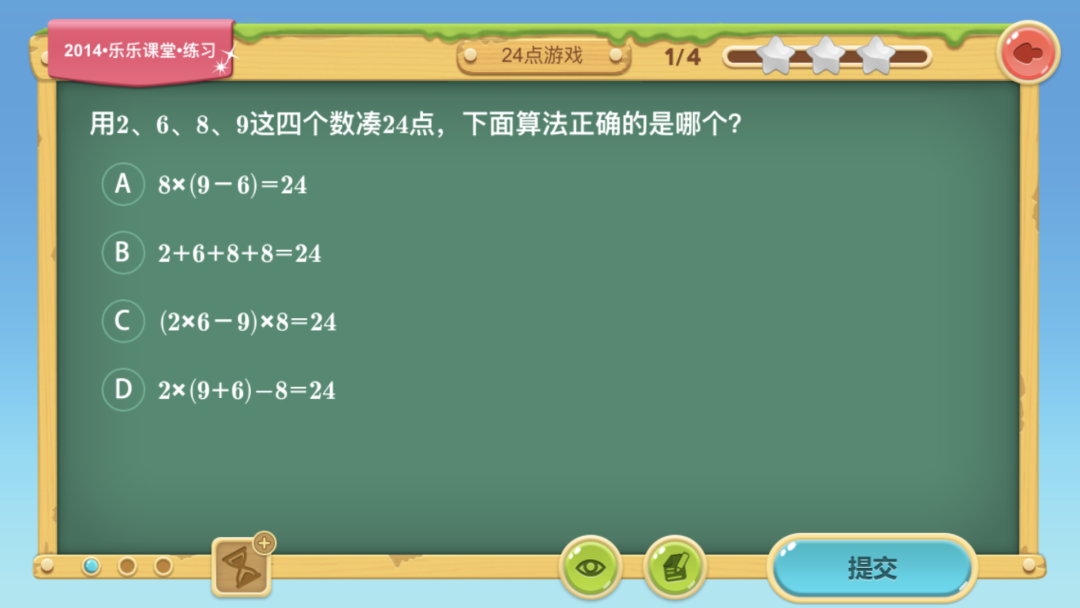 2014•乐乐课堂•练习
24点游戏
1/4
用2、6、8、9这四个数凑24点，下面算法正确的是哪个?
A 8×(9−6)=24
B 2+6+8+8=24
C (2×6−9)×8=24
D 2×(9+6)−8=24
提交